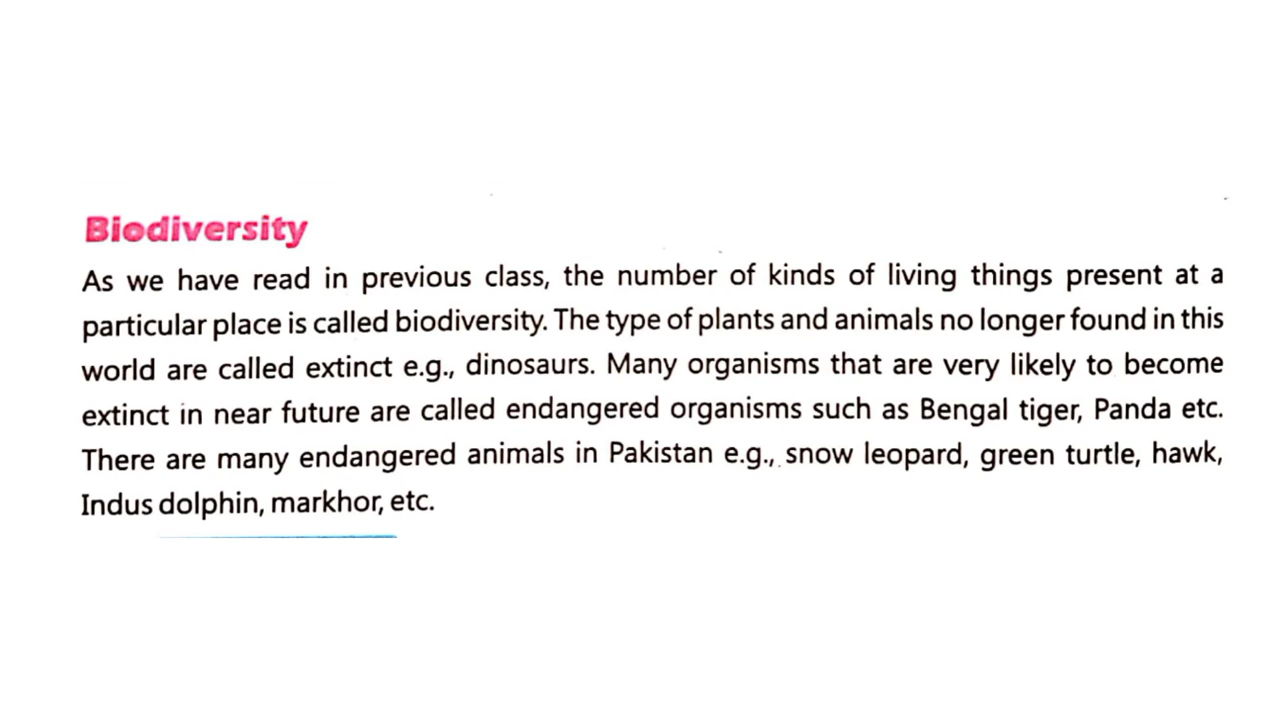 Biodiversity
As we have read in previous class, the number of kinds of living things present at a
particular place is called biodiversity. The type of plants and animals no longer found in this
world are called extinct e.g., dinosaurs. Many organisms that are very likely to become
extinct in near future are called endangered organisms such as Bengal tiger, Panda etc.
There are many endangered animals in Pakistan e.g., snow leopard, green turtle, hawk,
Indus dolphin, markhor, etc.